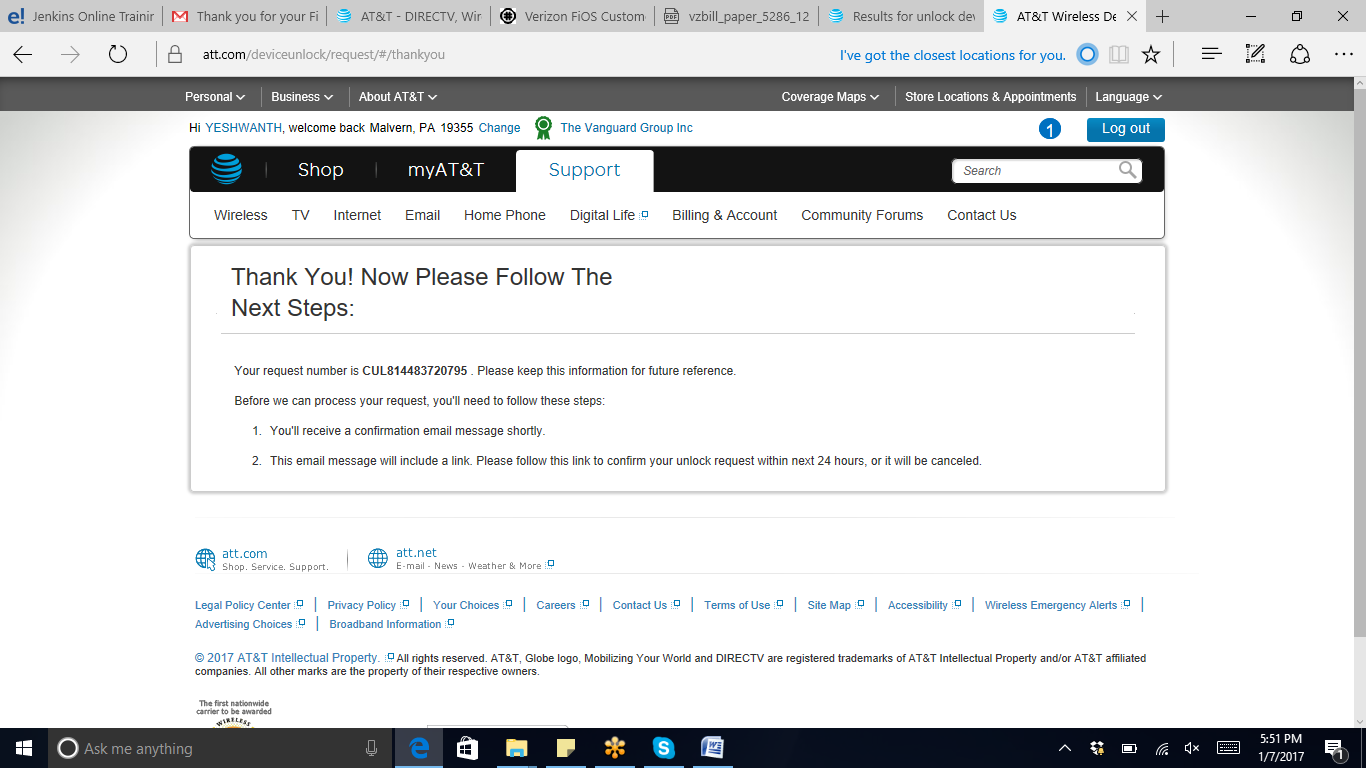 Jenkins Online Trainin
Thank you for your Fi
AT&T - DIRECTV, Wir
Verizon FiOS Custom
vzbill_paper_5286_12
Results for unlock dev
AT&T Wireless De
att.com/deviceunlock/request/#/thankyou
I've got the closest locations for you.
Personal
Business
About AT&T
Coverage Maps
Store Locations & Appointments
Language
Hi YESHWANTH, welcome back Malvern, PA 19355 Change
The Vanguard Group Inc
1
Log out
Shop
myAT&T
Support
Search
Wireless
TV
Internet
Email
Home Phone
Digital Life
Billing & Account
Community Forums
Contact Us
Thank You! Now Please Follow The
Next Steps:
Your request number is CUL814483720795 . Please keep this information for future reference.
Before we can process your request, you'll need to follow these steps:
1. You'll receive a confirmation email message shortly.
2. This email message will include a link. Please follow this link to confirm your unlock request within next 24 hours, or it will be canceled.
att.com
Shop. Service. Support.
att.net
E-mail - News - Weather & More
Legal Policy Center
Privacy Policy
Your Choices
Careers
Contact Us
Terms of Use
Site Map
Accessibility
Wireless Emergency Alerts
Advertising Choices
Broadband Information
© 2017 AT&T Intellectual Property. All rights reserved. AT&T, Globe logo, Mobilizing Your World and DIRECTV are registered trademarks of AT&T Intellectual Property and/or AT&T affiliated
companies. All other marks are the property of their respective owners.
The first nationwide
carrier to be awarded
WIRELESS
Ask me anything
5:51 PM
1/7/2017
1